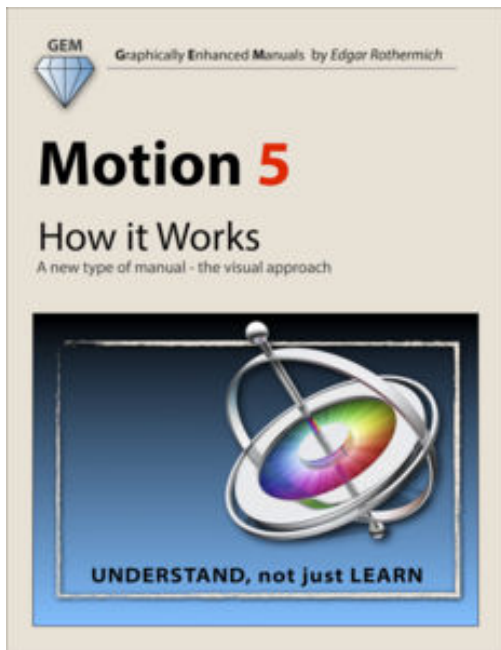 GEM
Graphically Enhanced Manuals by Edgar Rothermich
Motion 5
How it Works
A new type of manual - the visual approach
UNDERSTAND, not just LEARN